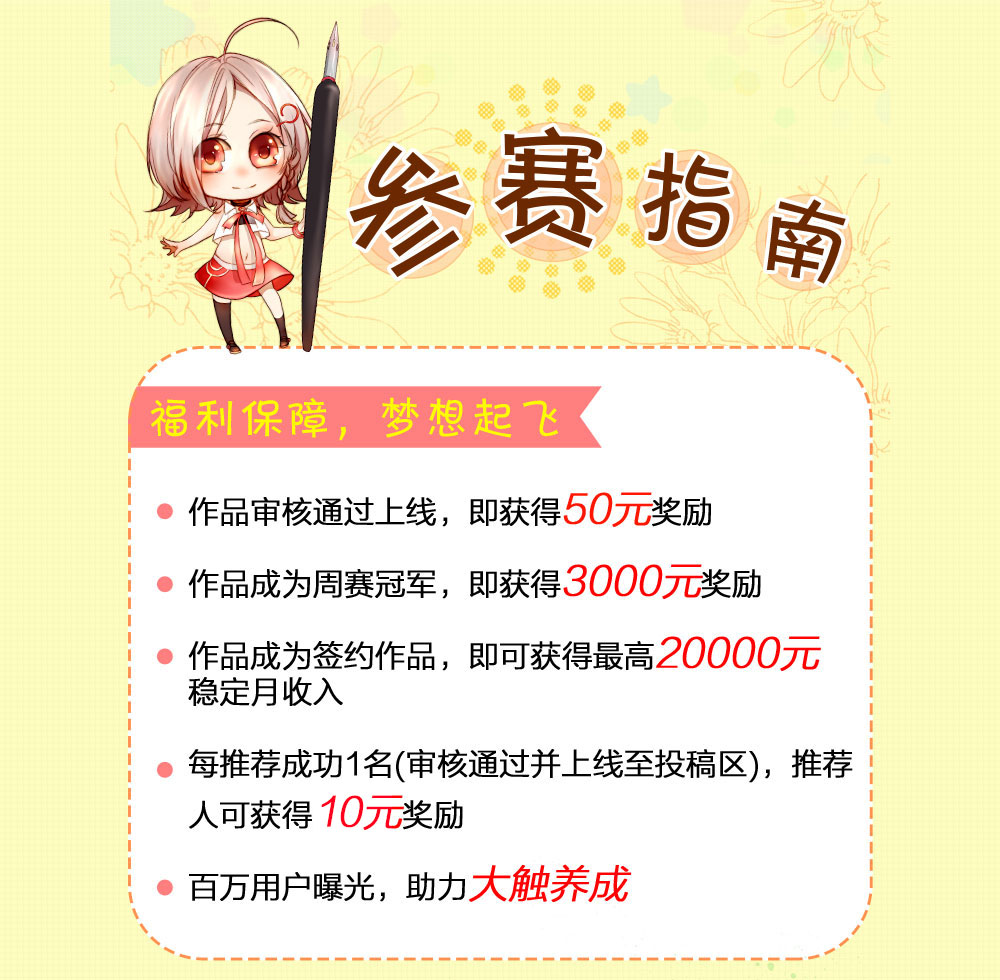 参赛指南
福利保障，梦想起飞
作品审核通过上线，即获得50元奖励
作品成为周赛冠军，即获得3000元奖励
作品成为签约作品，即可获得最高20000元
稳定月收入
每推荐成功1名(审核通过并上线至投稿区)，推荐
人可获得10元奖励
百万用户曝光，助力大触养成